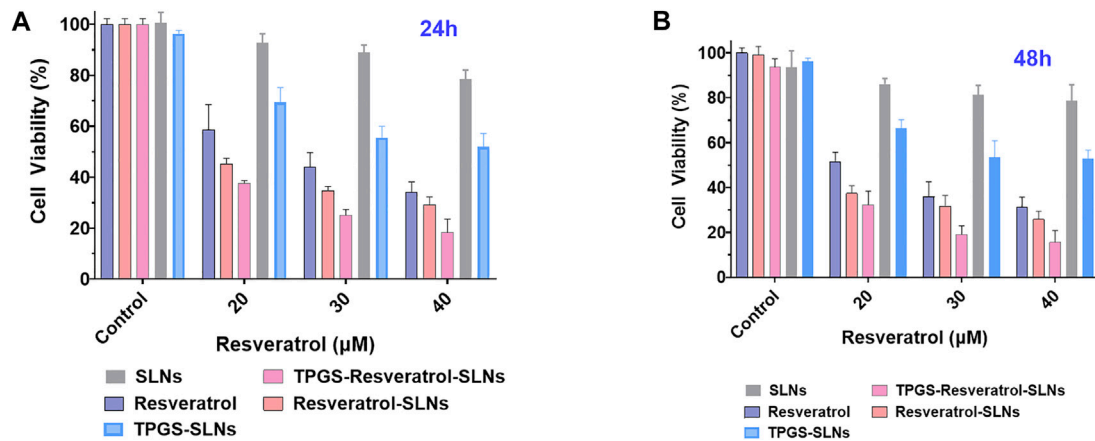 A
24h
Cell Viability (%)
100
80
60
40
20
0
Control
20
30
40
Resveratrol (µM)
SLNs
TPGS-Resveratrol-SLNs
Resveratrol
Resveratrol-SLNs
TPGS-SLNs
B
48h
Cell Viability (%)
100
80
60
40
20
0
Control
20
30
40
Resveratrol (µM)
SLNs
TPGS-Resveratrol-SLNs
Resveratrol
Resveratrol-SLNs
TPGS-SLNs